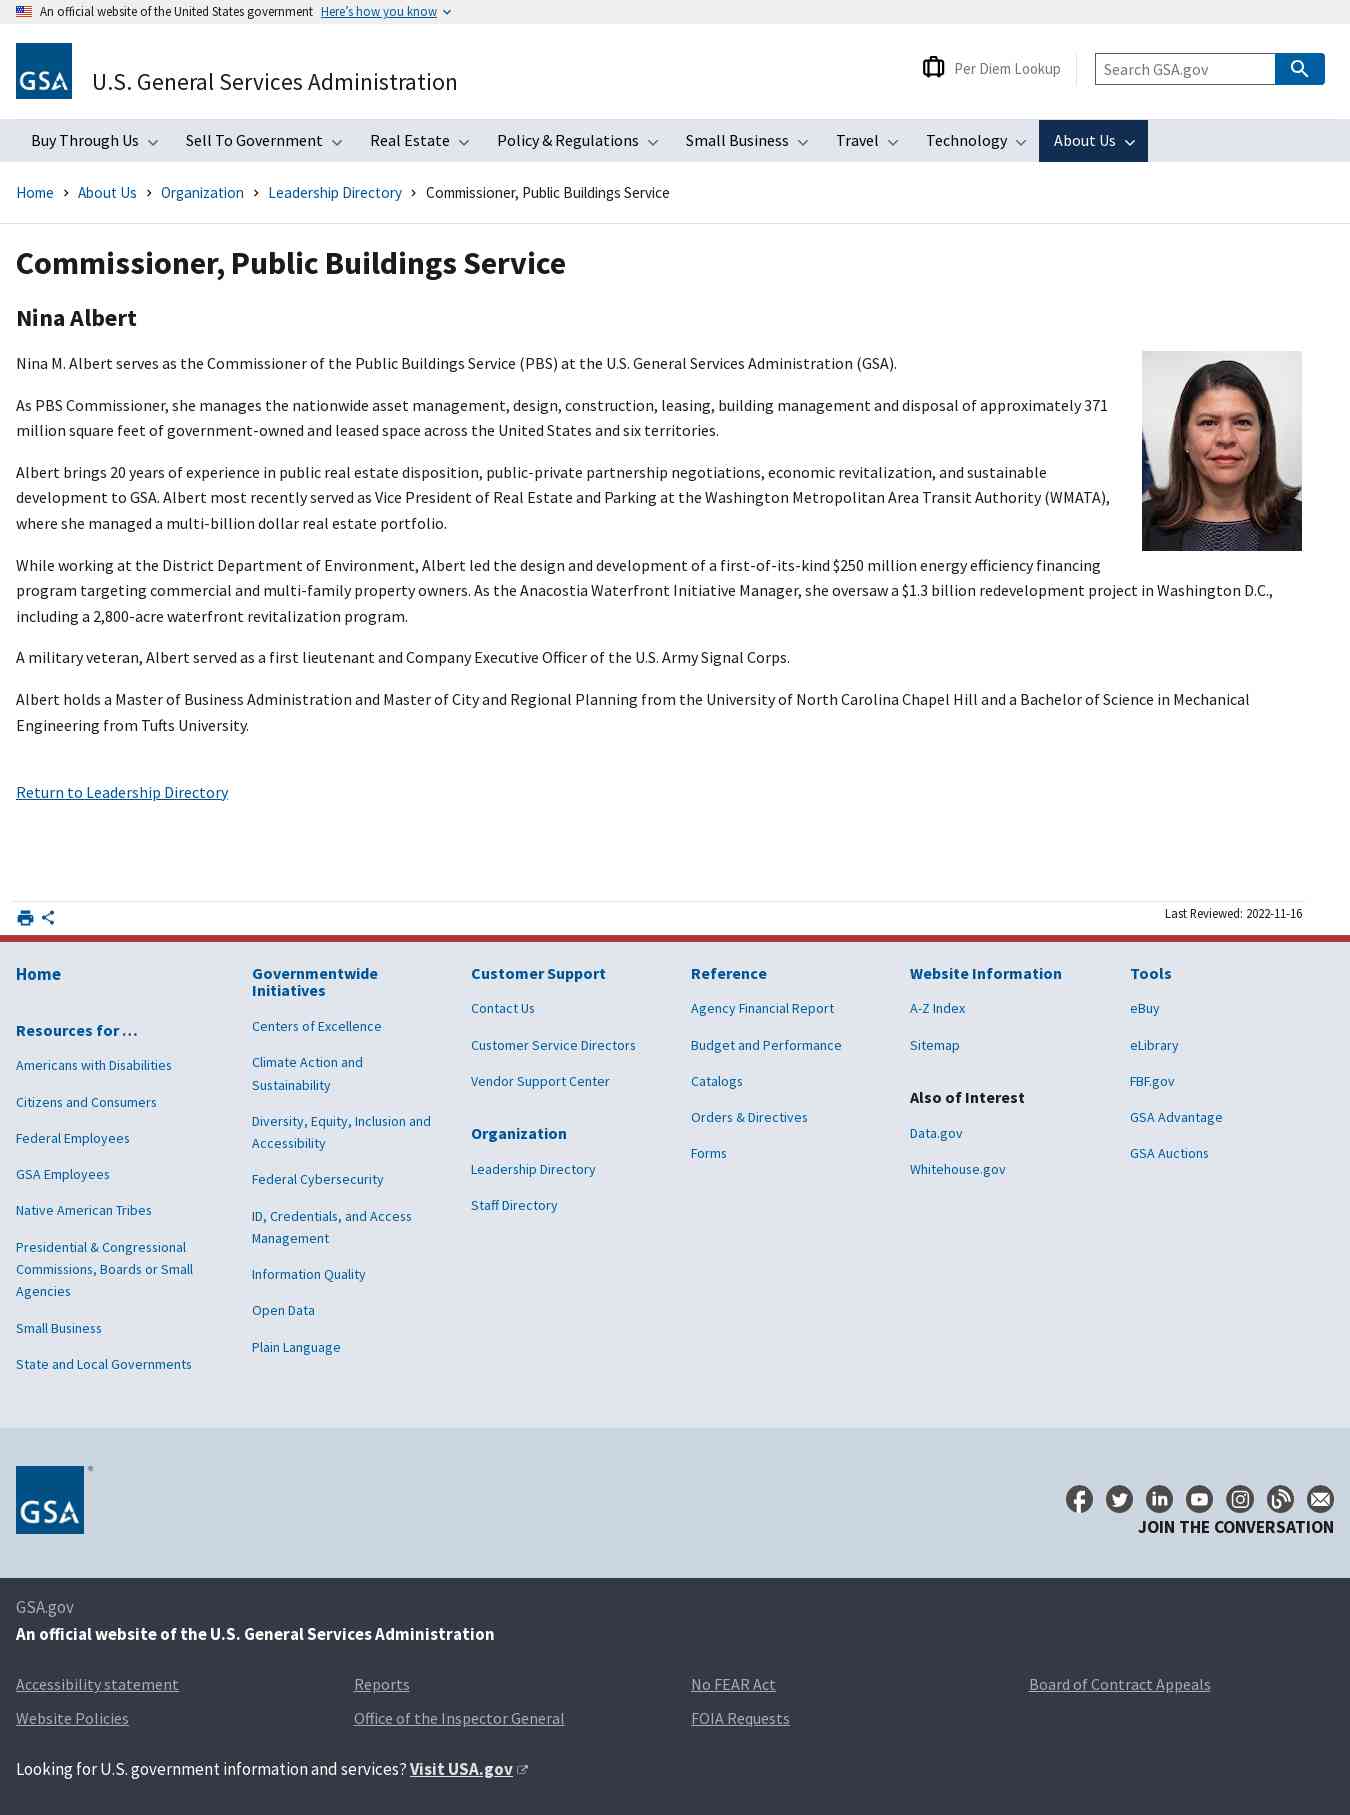 An official website of the United States government Here’s how you know
GSA
U.S. General Services Administration
Per Diem Lookup
Search GSA.gov
Buy Through Us Sell To Government Real Estate Policy & Regulations Small Business Travel Technology About Us
Home About Us Organization Leadership Directory Commissioner, Public Buildings Service
Commissioner, Public Buildings Service
Nina Albert
Nina M. Albert serves as the Commissioner of the Public Buildings Service (PBS) at the U.S. General Services Administration (GSA).
As PBS Commissioner, she manages the nationwide asset management, design, construction, leasing, building management and disposal of approximately 371
million square feet of government-owned and leased space across the United States and six territories.
Albert brings 20 years of experience in public real estate disposition, public-private partnership negotiations, economic revitalization, and sustainable
development to GSA. Albert most recently served as Vice President of Real Estate and Parking at the Washington Metropolitan Area Transit Authority (WMATA),
where she managed a multi-billion dollar real estate portfolio.
While working at the District Department of Environment, Albert led the design and development of a first-of-its-kind $250 million energy efficiency financing
program targeting commercial and multi-family property owners. As the Anacostia Waterfront Initiative Manager, she oversaw a $1.3 billion redevelopment project in Washington D.C.,
including a 2,800-acre waterfront revitalization program.
A military veteran, Albert served as a first lieutenant and Company Executive Officer of the U.S. Army Signal Corps.
Albert holds a Master of Business Administration and Master of City and Regional Planning from the University of North Carolina Chapel Hill and a Bachelor of Science in Mechanical
Engineering from Tufts University.
Return to Leadership Directory
Last Reviewed: 2022-11-16
Home
Resources for …
Americans with Disabilities
Citizens and Consumers
Federal Employees
GSA Employees
Native American Tribes
Presidential & Congressional
Commissions, Boards or Small
Agencies
Small Business
State and Local Governments
Governmentwide
Initiatives
Centers of Excellence
Climate Action and
Sustainability
Diversity, Equity, Inclusion and
Accessibility
Federal Cybersecurity
ID, Credentials, and Access
Management
Information Quality
Open Data
Plain Language
Customer Support
Contact Us
Customer Service Directors
Vendor Support Center
Organization
Leadership Directory
Staff Directory
Reference
Agency Financial Report
Budget and Performance
Catalogs
Orders & Directives
Forms
Website Information
A-Z Index
Sitemap
Also of Interest
Data.gov
Whitehouse.gov
Tools
eBuy
eLibrary
FBF.gov
GSA Advantage
GSA Auctions
GSA
JOIN THE CONVERSATION
GSA.gov
An official website of the U.S. General Services Administration
Accessibility statement Reports No FEAR Act Board of Contract Appeals
Website Policies Office of the Inspector General FOIA Requests
Looking for U.S. government information and services? Visit USA.gov